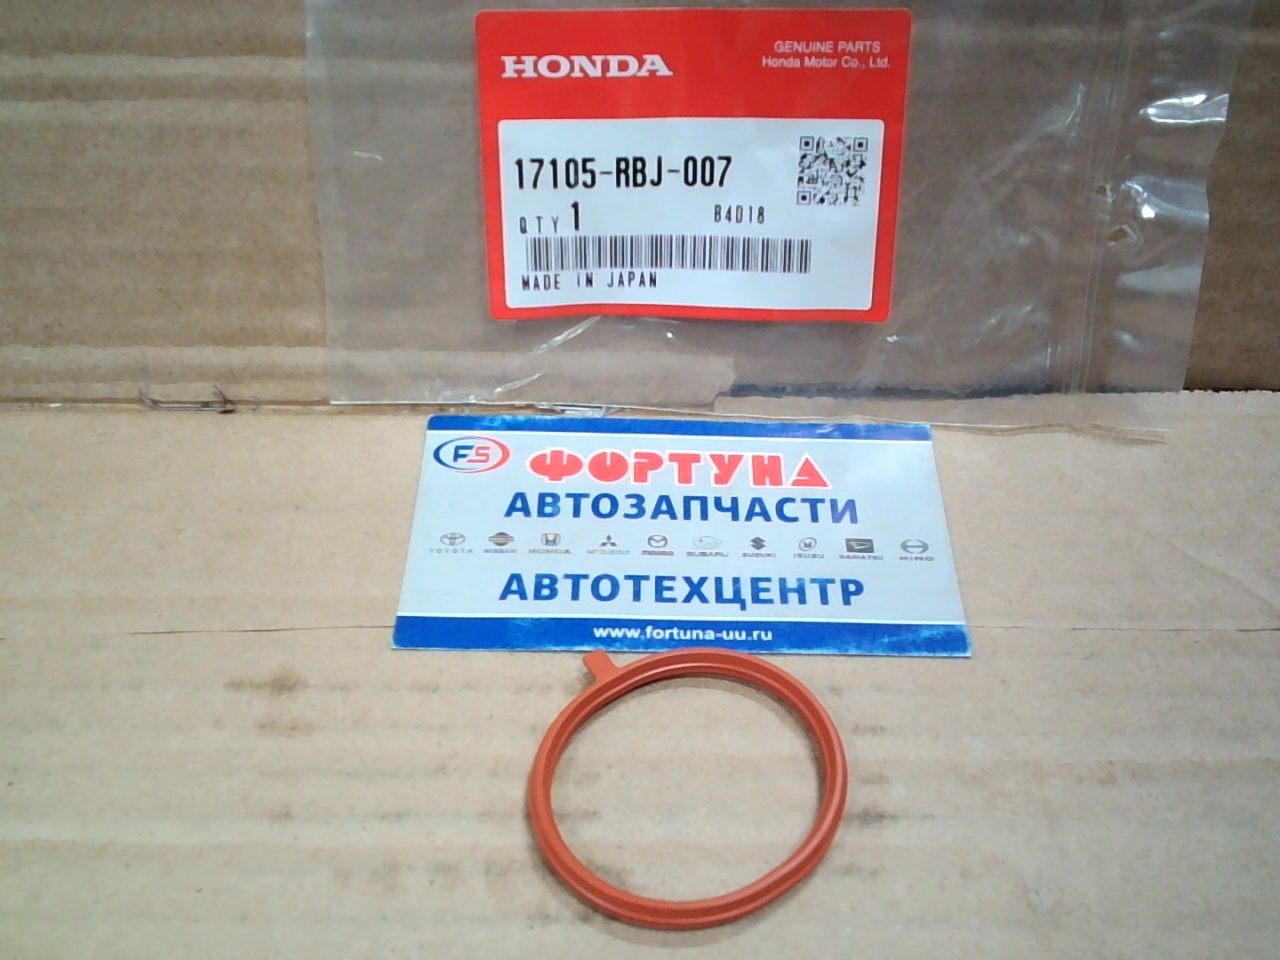 HONDA
GENUINE PARTS
Honda Motor Co., Ltd.
17105-RBJ-007
QTY 1 B4D18
MADE IN JAPAN
FS ФОРТУНА
АВТОЗАПЧАСТИ
TOYOTA NISSAN HONDA MITSUBISHI mazda SUBARU SUZUKI ISUZU DAIHATSU HINO
АВТОТЕХЦЕНТР
www.fortuna-uu.ru